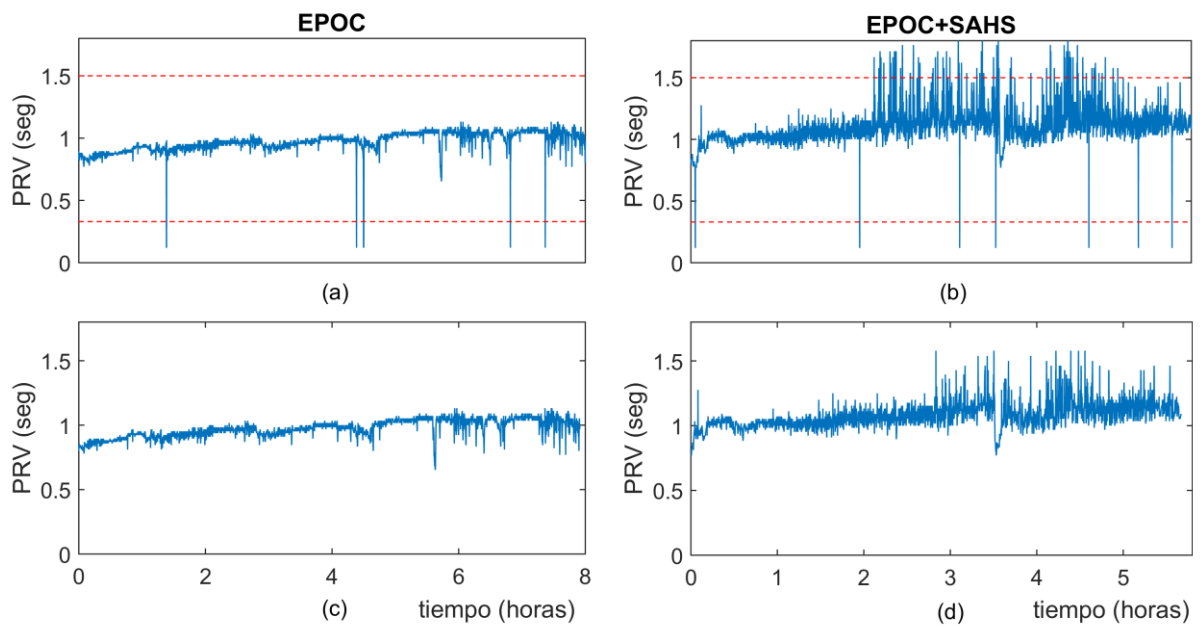 EPOC
EPOC+SAHS
PRV (seg)
1.5
1
0.5
0
(a)
PRV (seg)
1.5
1
0.5
0
(b)
PRV (seg)
1.5
1
0.5
0
0 2 4 6 8
(c) tiempo (horas)
PRV (seg)
1.5
1
0.5
0
0 1 2 3 4 5
(d) tiempo (horas)